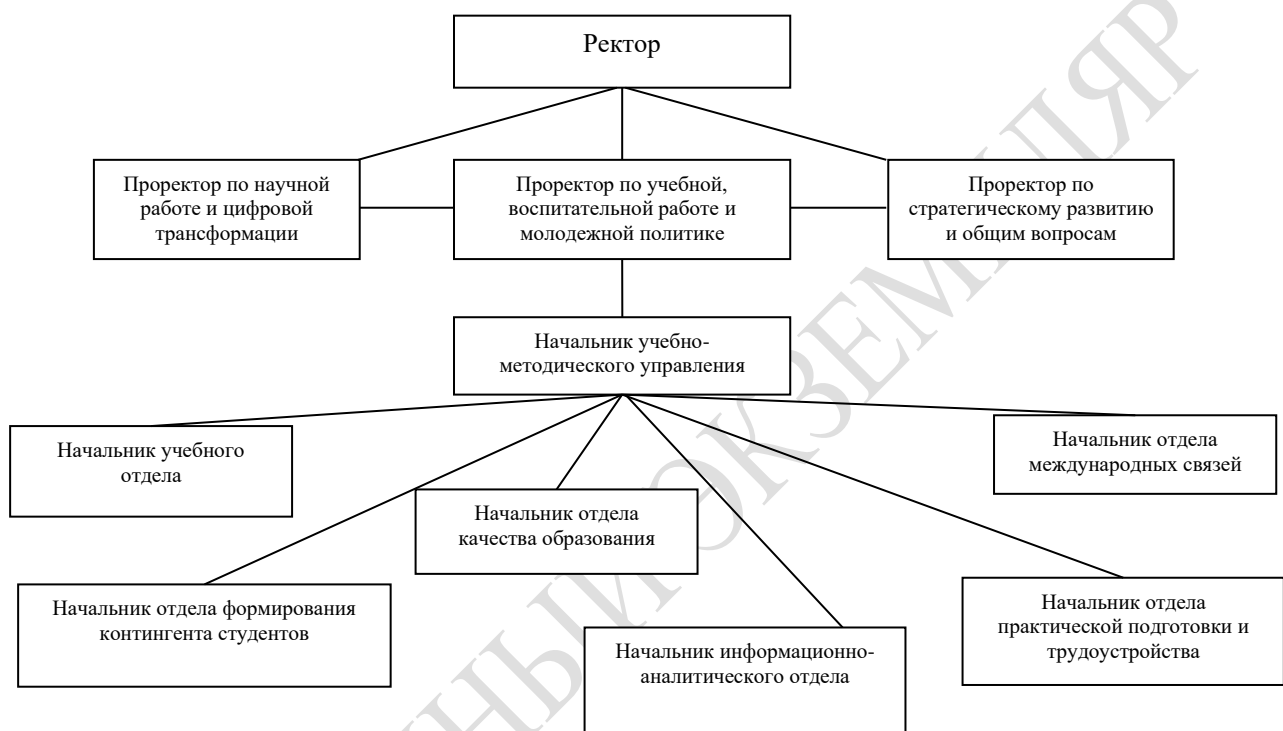 Ректор
Проректор по научной
работе и цифровой
трансформации
Проректор по учебной,
воспитательной работе и
молодежной политике
Проректор по
стратегическому развитию
и общим вопросам
Начальник учебно-
методического управления
Начальник учебного
отдела
Начальник отдела
международных связей
Начальник отдела
качества образования
Начальник отдела формирования
контингента студентов
Начальник информационно-
аналитического отдела
Начальник отдела
практической подготовки и
трудоустройства
ЭКЗЕМПЛЯР